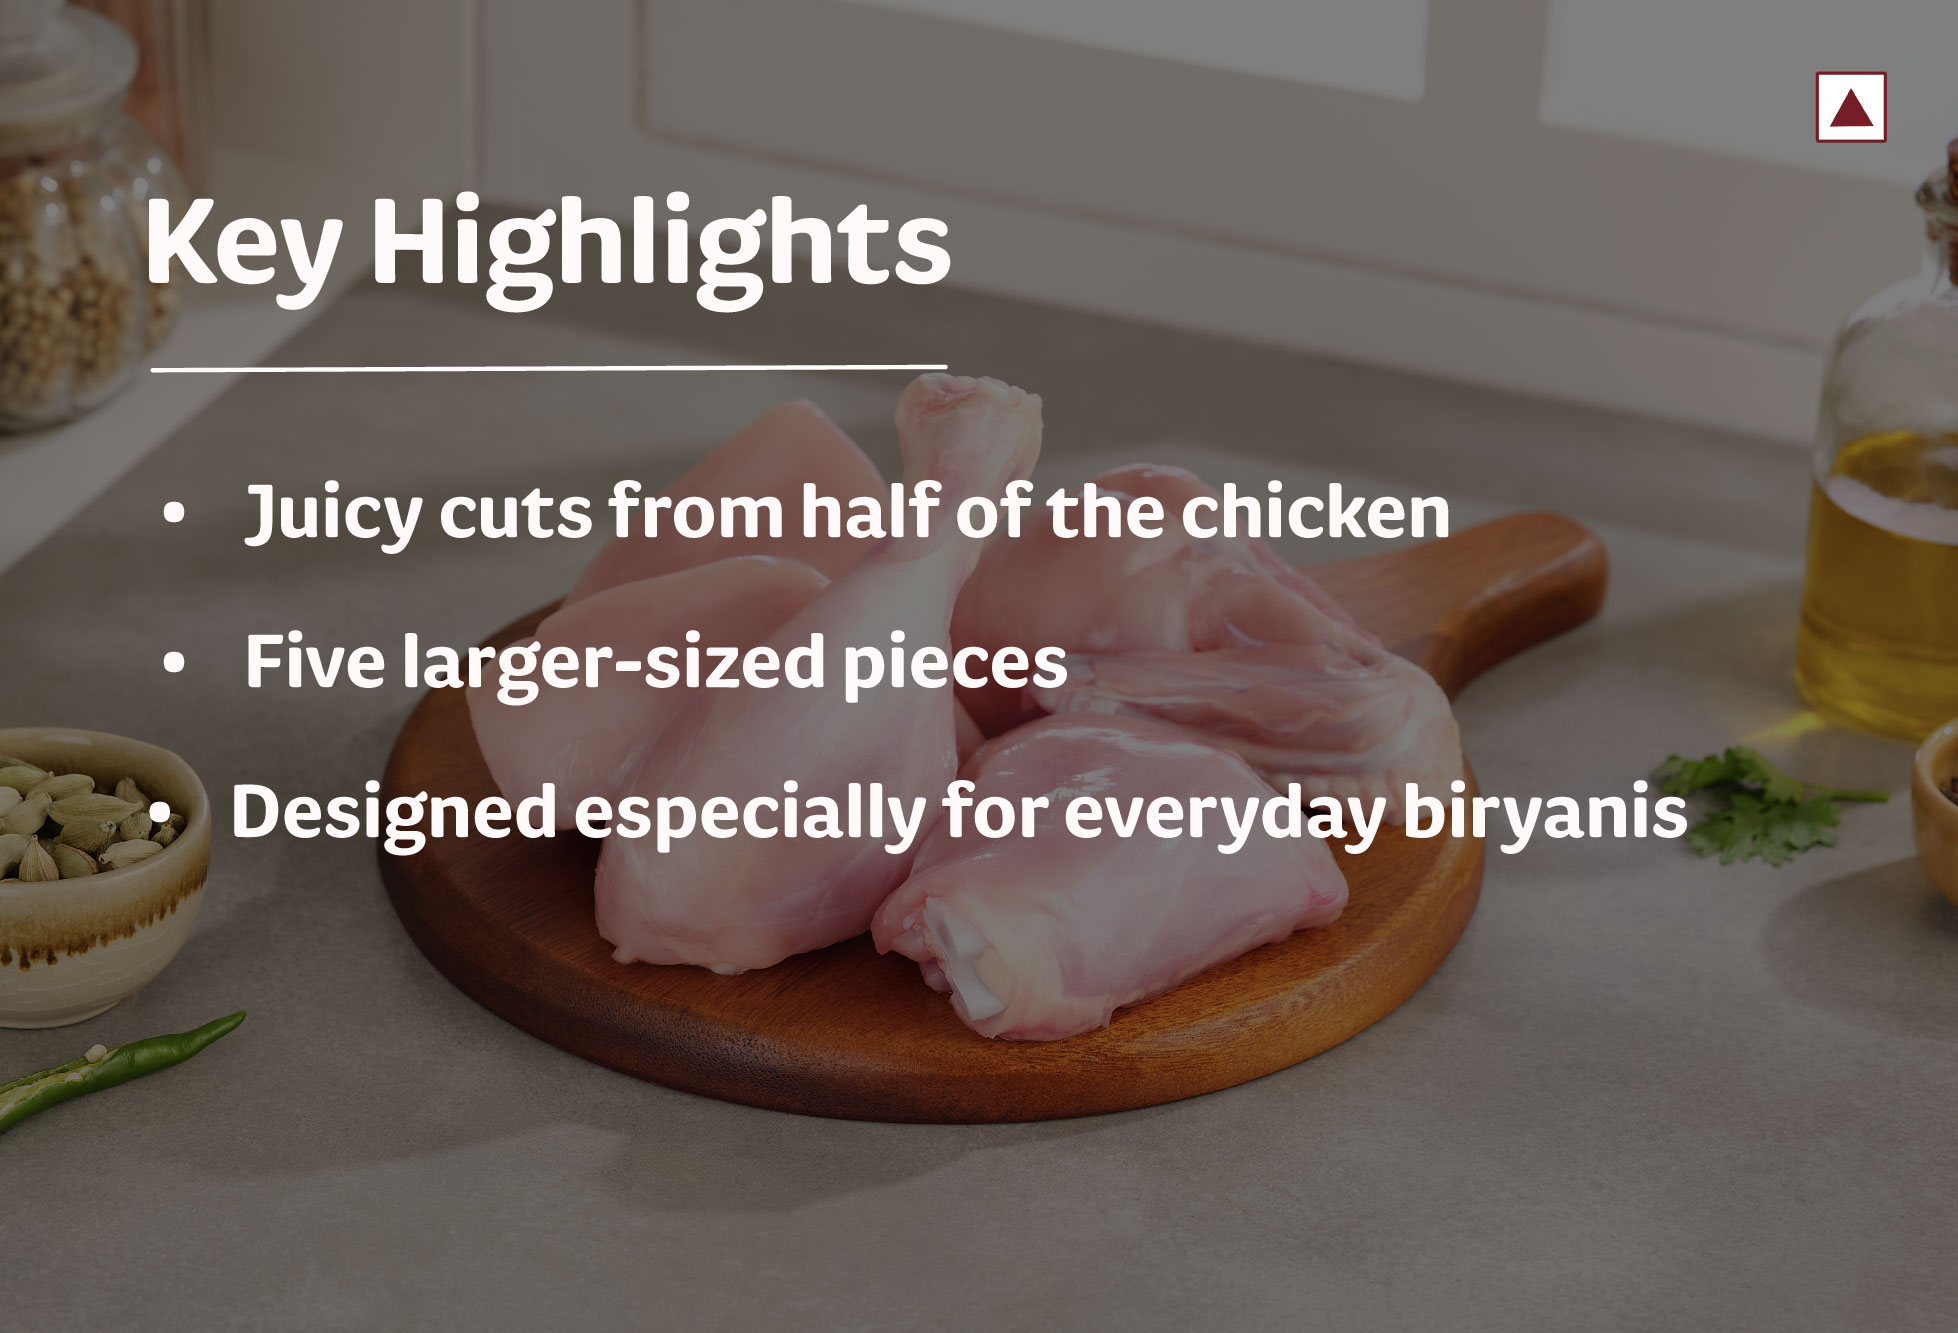 Key Highlights
• Juicy cuts from half of the chicken
• Five larger-sized pieces
• Designed especially for everyday biryanis